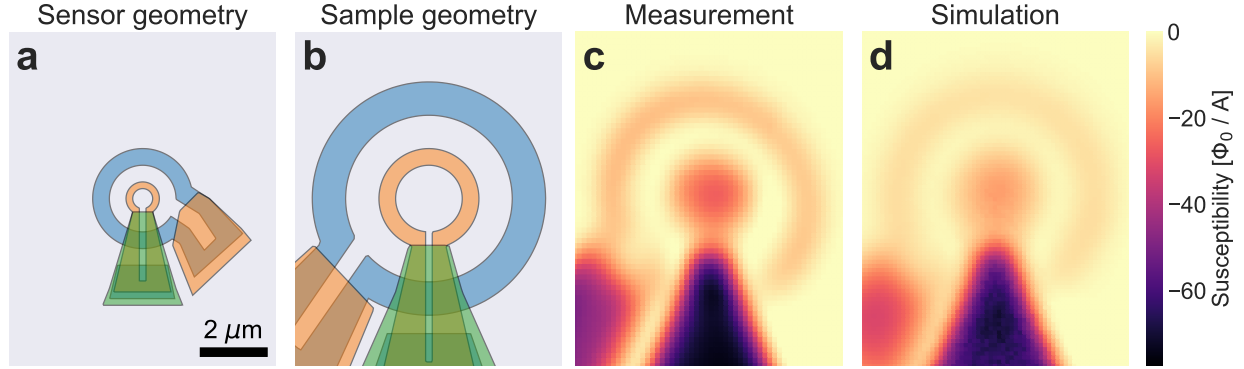 Sensor geometry
Sample geometry
Measurement
Simulation
a
b
c
d
2 μm
0
−20
−40
−60
Susceptibility [Φ₀ / A]